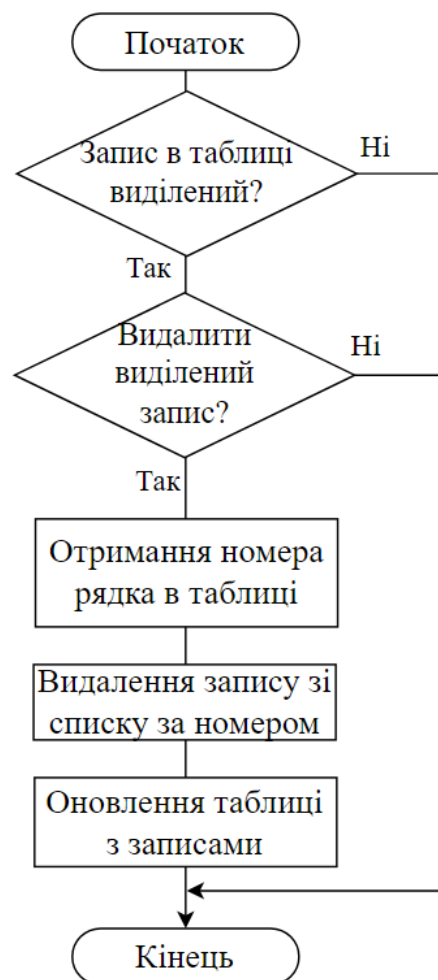 Початок
Запис в таблиці
виділений?
Ні
Так
Видалити
виділений
запис?
Ні
Так
Отримання номера
рядка в таблиці
Видалення запису зі
списку за номером
Оновлення таблиці
з записами
Кінець